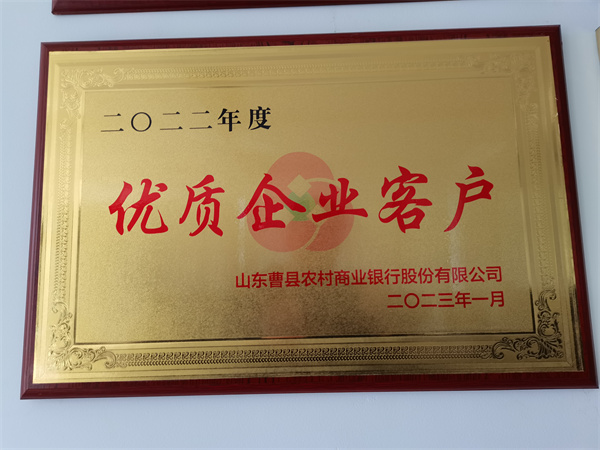 二〇二二年度
优质企业客户
山东曹县农村商业银行股份有限公司
二〇二三年一月